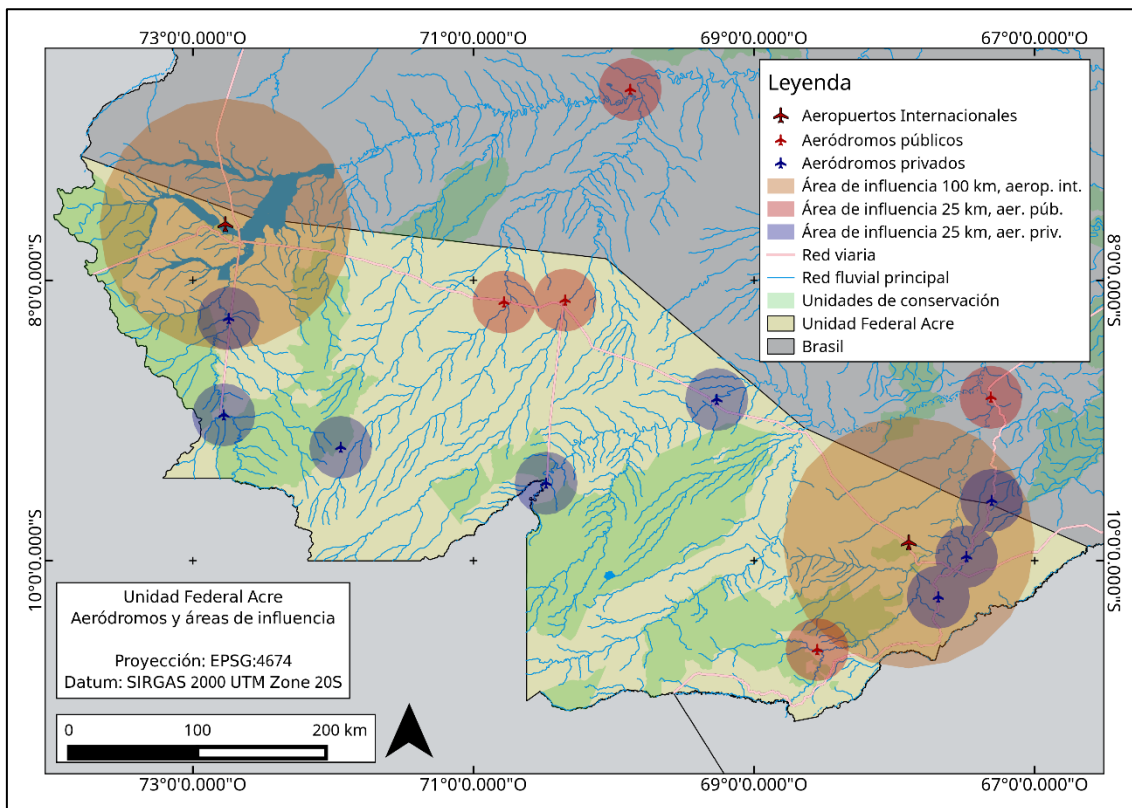 73°0'0.000"O 71°0'0.000"O 69°0'0.000"O 67°0'0.000"O
Leyenda
Aeropuertos Internacionales
Aeródromos públicos
Aeródromos privados
Área de influencia 100 km, aerop. int.
Área de influencia 25 km, aer. púb.
Área de influencia 25 km, aer. priv.
Red viaria
Red fluvial principal
Unidades de conservación
Unidad Federal Acre
Brasil
8°0'0.000"S
8°0'0.000"S
10°0'0.000"S
10°0'0.000"S
Unidad Federal Acre
Aeródromos y áreas de influencia
Proyección: EPSG:4674
Datum: SIRGAS 2000 UTM Zone 20S
0 100 200 km
73°0'0.000"O 71°0'0.000"O 69°0'0.000"O 67°0'0.000"O